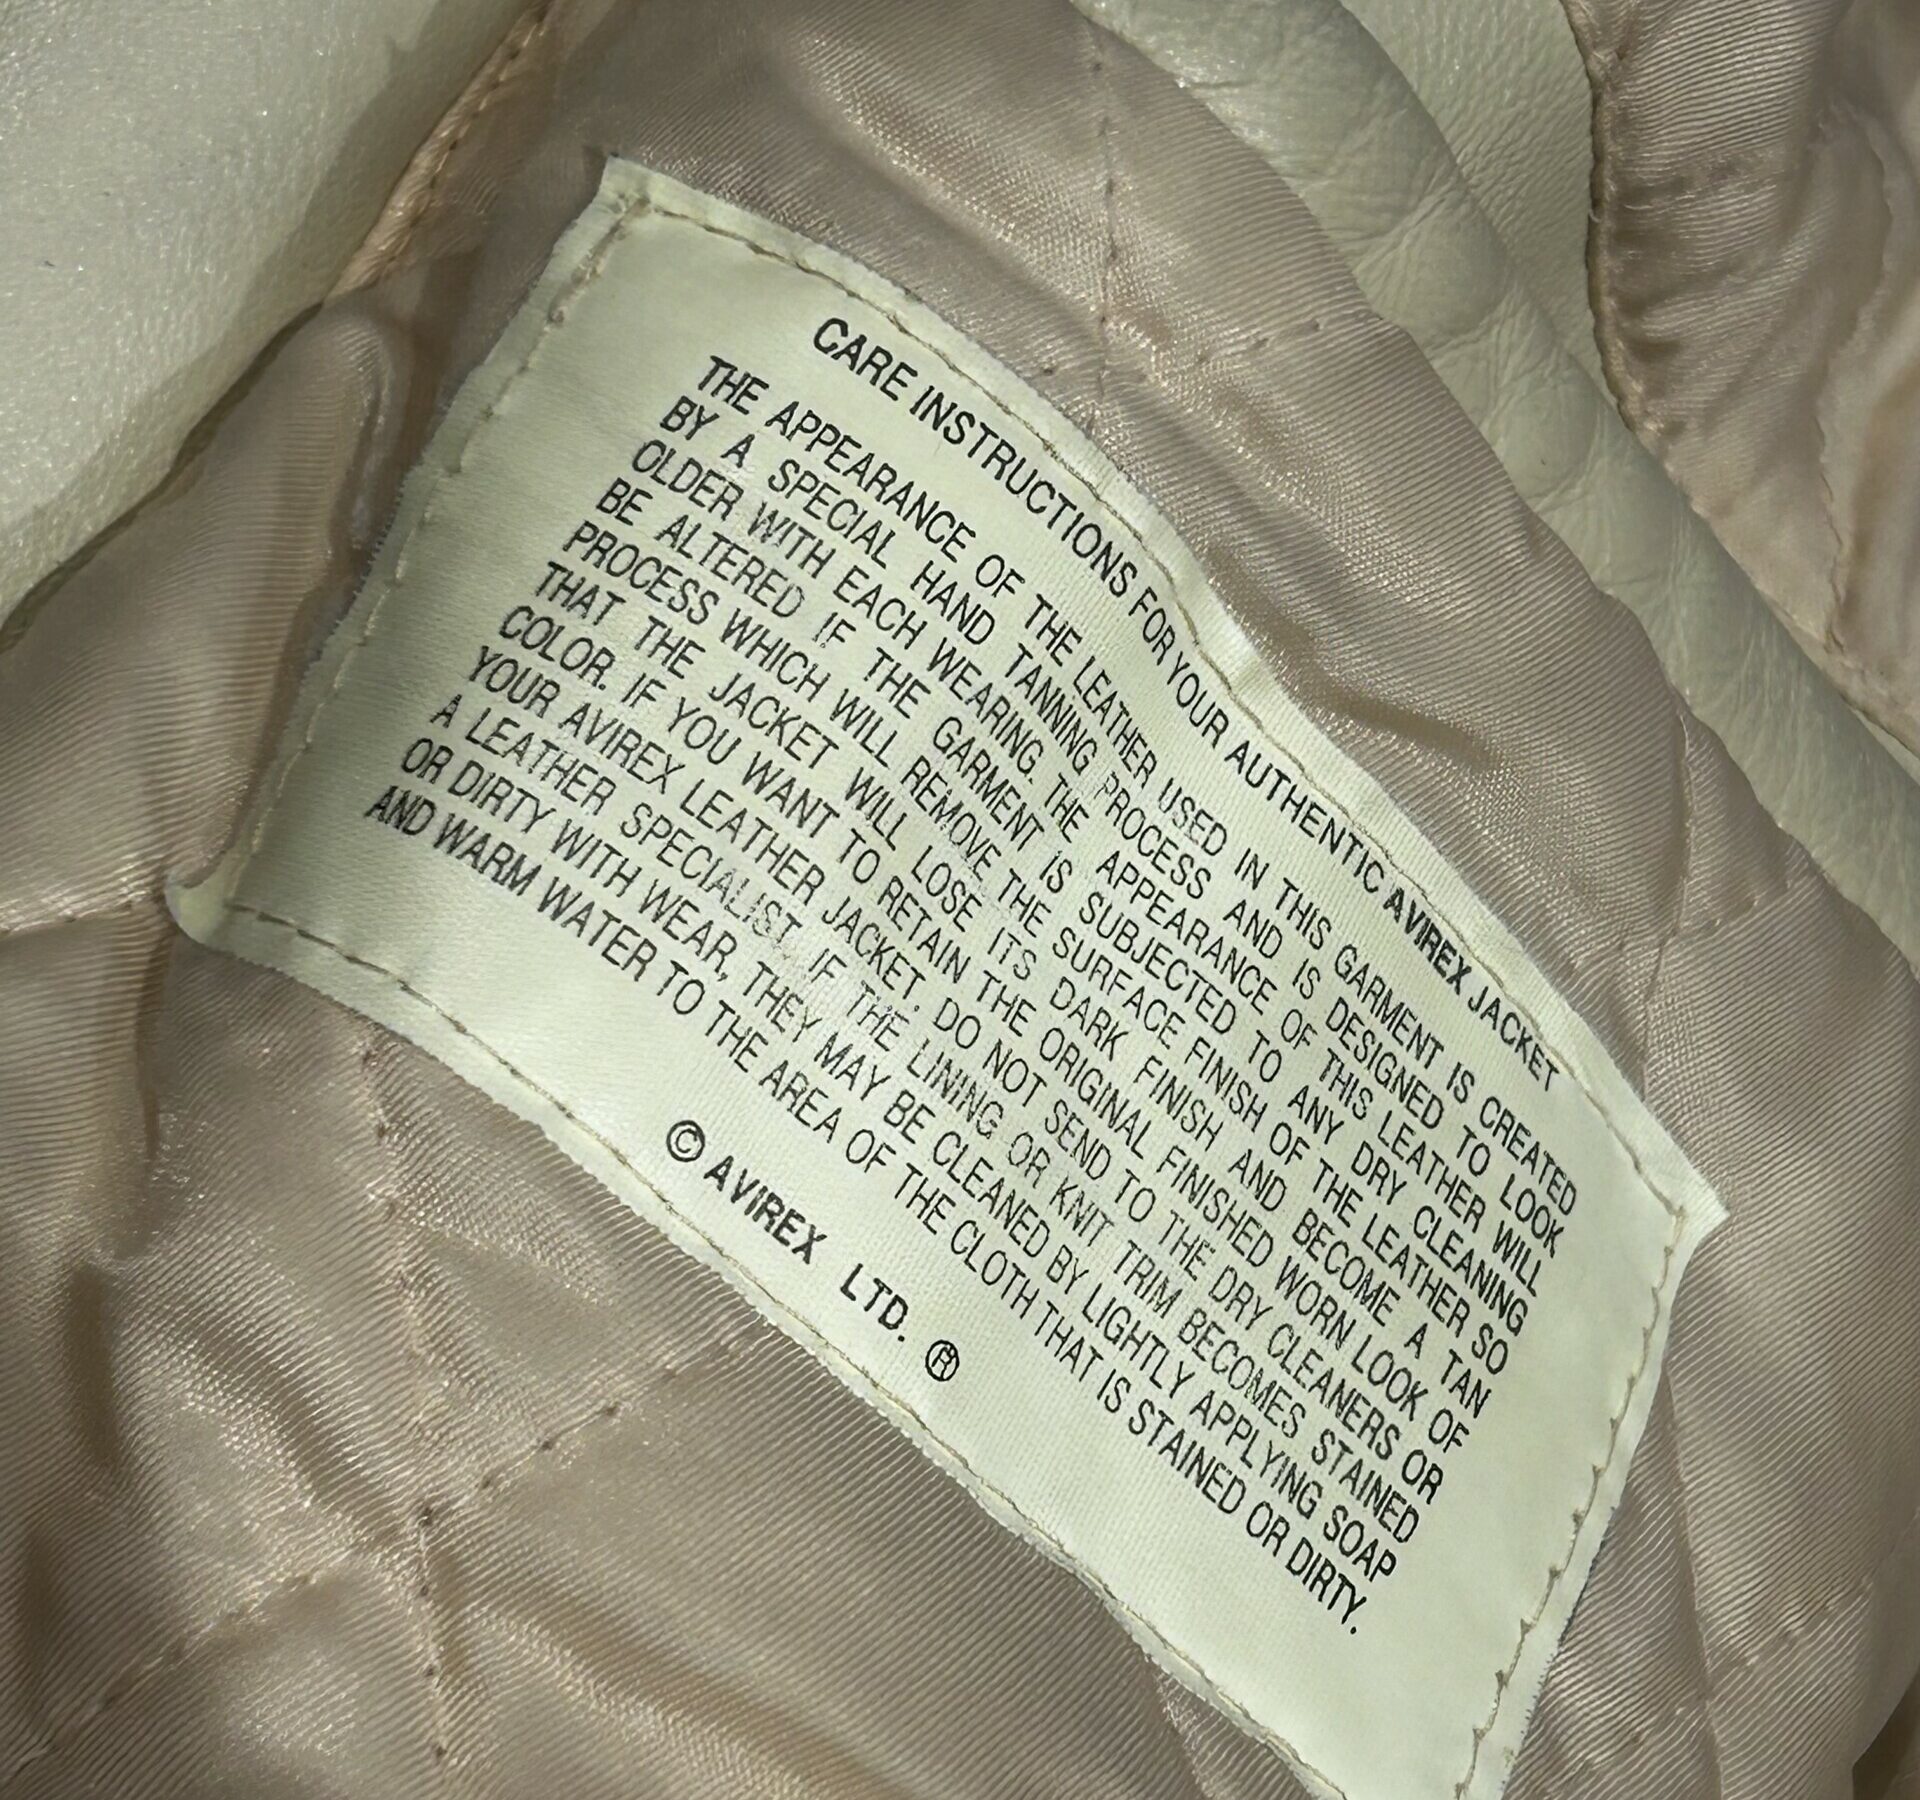 CARE INSTRUCTIONS FOR YOUR AUTHENTIC AVIREX JACKET
THE APPEARANCE OF THE LEATHER USED IN THIS GARMENT IS CREATED
BY A SPECIAL HAND TANNING PROCESS AND IS DESIGNED TO LOOK
OLDER WITH EACH WEARING. THE APPEARANCE OF THIS LEATHER WILL
BE ALTERED IF THE GARMENT IS SUBJECTED TO ANY DRY CLEANING
PROCESS WHICH WILL REMOVE THE SURFACE FINISH OF THE LEATHER SO
THAT THE JACKET WILL LOSE ITS DARK FINISH AND BECOME A TAN
COLOR. IF YOU WANT TO RETAIN THE ORIGINAL FINISHED WORN LOOK OF
YOUR AVIREX LEATHER JACKET. DO NOT SEND TO THE DRY CLEANERS OR
A LEATHER SPECIALIST. IF THE LINING OR KNIT TRIM BECOMES STAINED
OR DIRTY WITH WEAR, THEY MAY BE CLEANED BY LIGHTLY APPLYING SOAP
AND WARM WATER TO THE AREA OF THE CLOTH THAT IS STAINED OR DIRTY.
© AVIREX LTD. ®